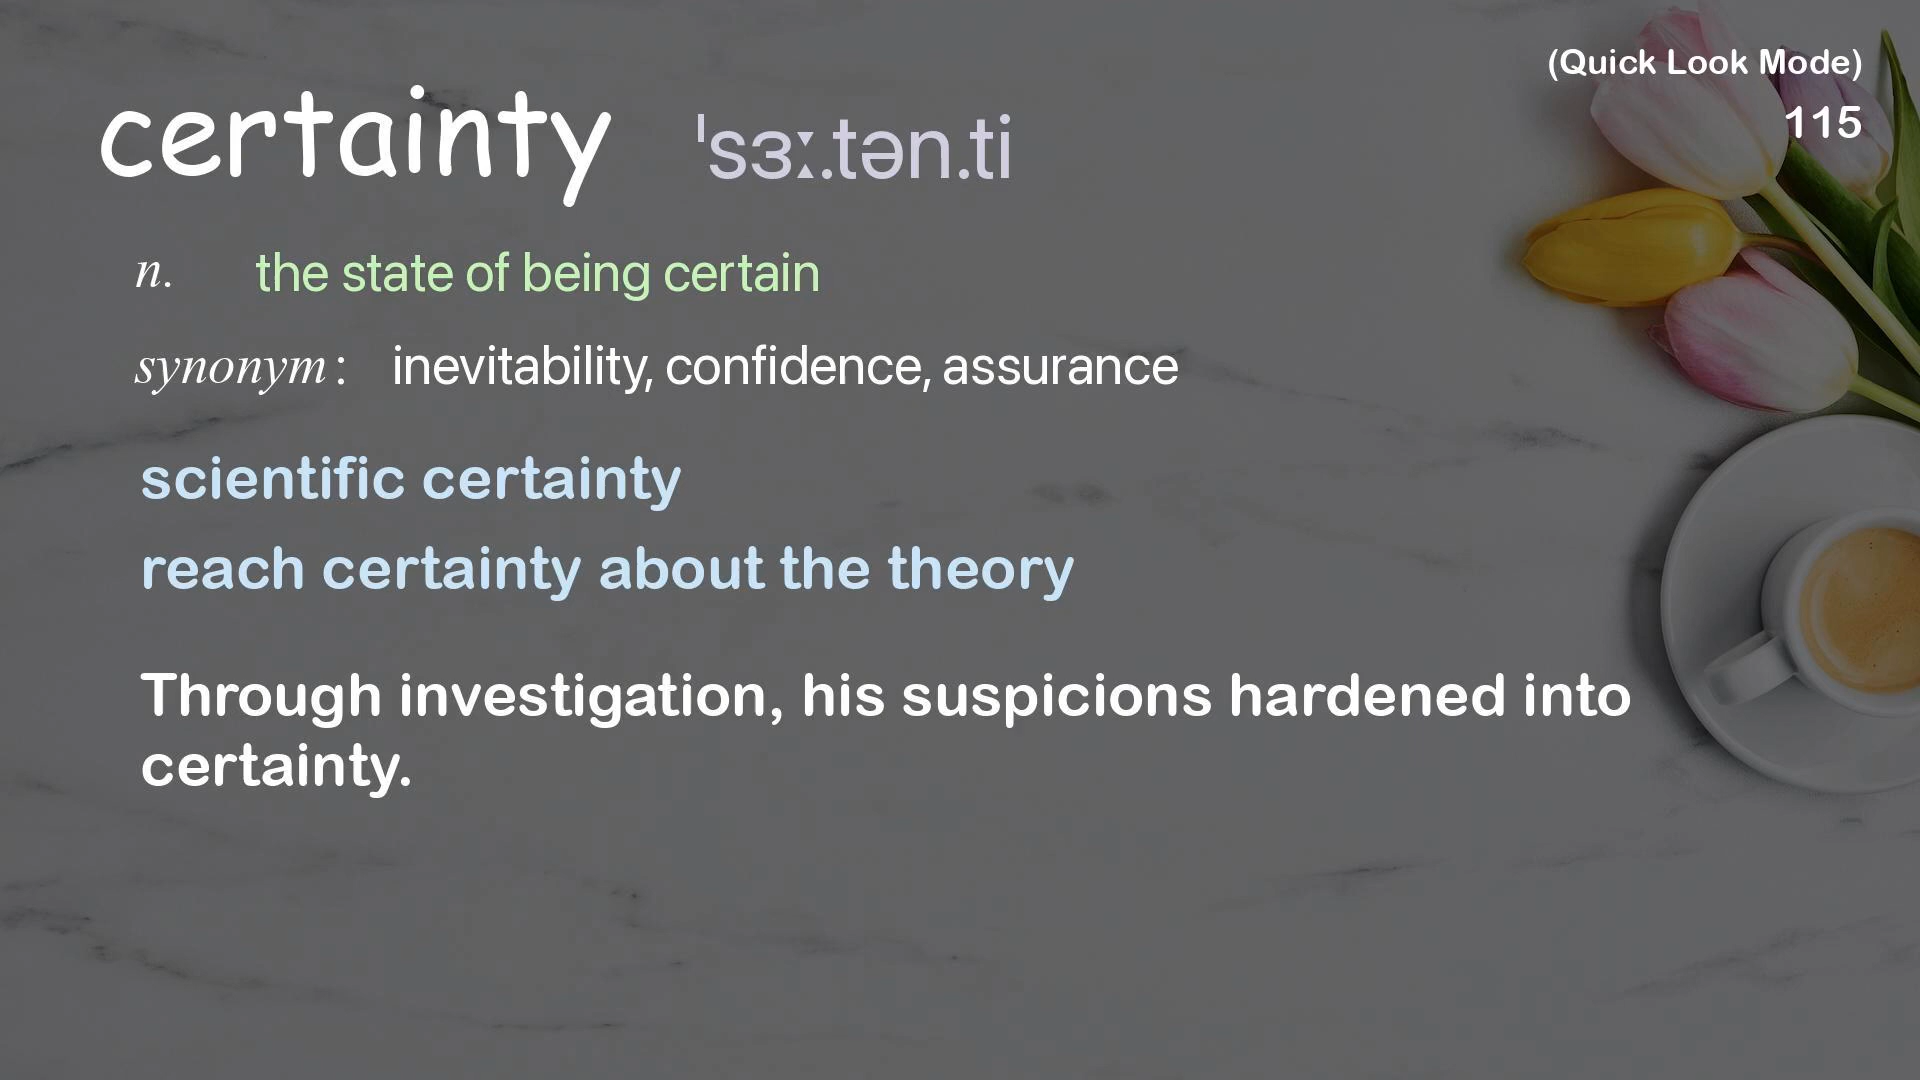 (Quick Look Mode)
115
certainty ˈsɜː.tən.ti
n. the state of being certain
synonym : inevitability, confidence, assurance
scientific certainty
reach certainty about the theory
Through investigation, his suspicions hardened into
certainty.